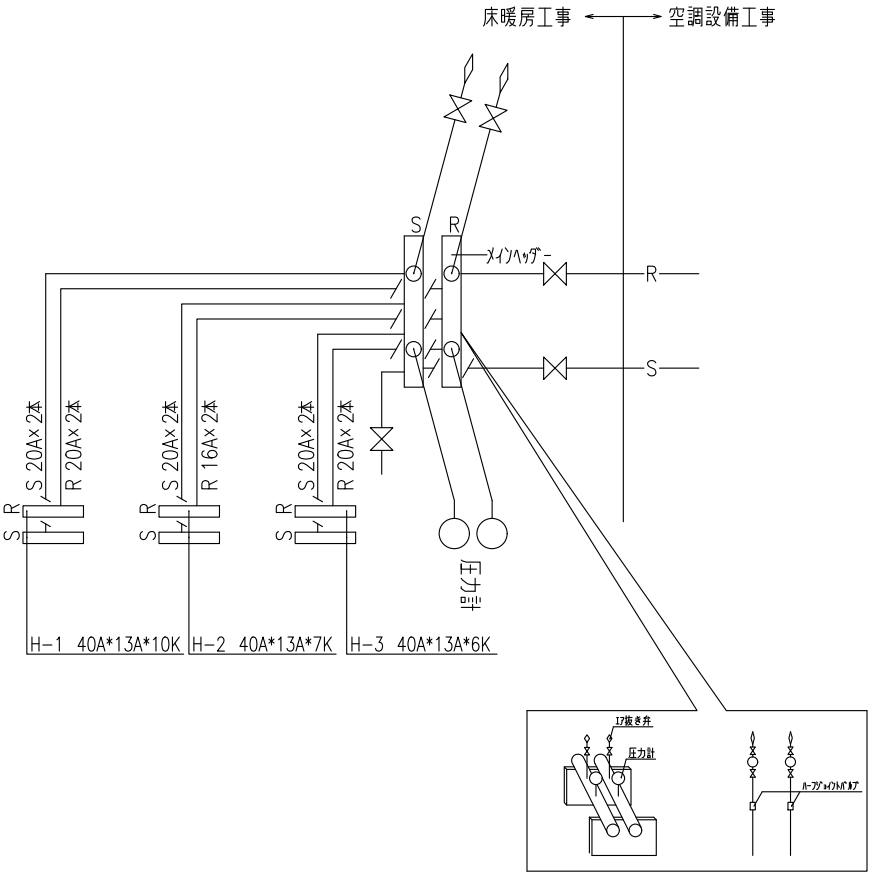 床暖房工事
空調設備工事
S
R
メインヘッダー
R
S
S 20A×2本
R 20A×2本
S 20A×2本
R 16A×2本
S 20A×2本
R 20A×2本
R
S
R
S
R
S
圧力計
H-1 40A*13A*10K
H-2 40A*13A*7K
H-3 40A*13A*6K
エア抜き弁
圧力計
ハーフジョイントバルブ